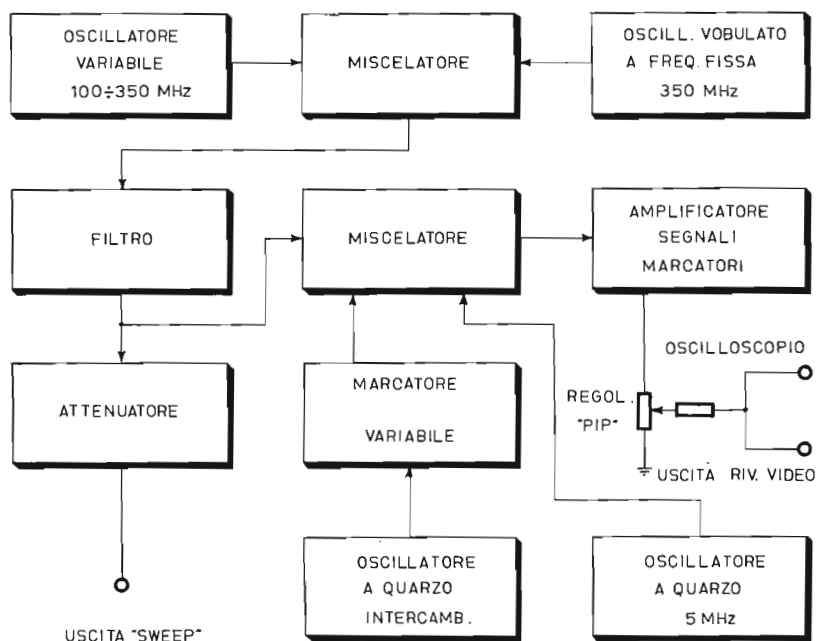 OSCILLATORE
VARIABILE
100÷350 MHz
MISCELATORE
OSCILL. VOBULATO
A FREQ. FISSA
350 MHz
FILTRO
MISCELATORE
AMPLIFICATORE
SEGNALI
MARCATORI
ATTENUATORE
MARCATORE
VARIABILE
REGOL.
"PIP"
OSCILLOSCOPIO
USCITÀ RIV. VIDEO
OSCILLATORE
A QUARZO
INTERCAMB.
OSCILLATORE
A QUARZO
5 MHz
USCITA "SWEEP"